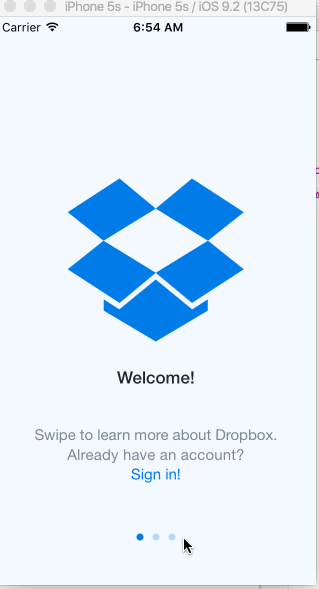 iPhone 5s - iPhone 5s / iOS 9.2 (13C75)
Carrier 6:54 AM
Welcome!
Swipe to learn more about Dropbox.
Already have an account?
Sign in!